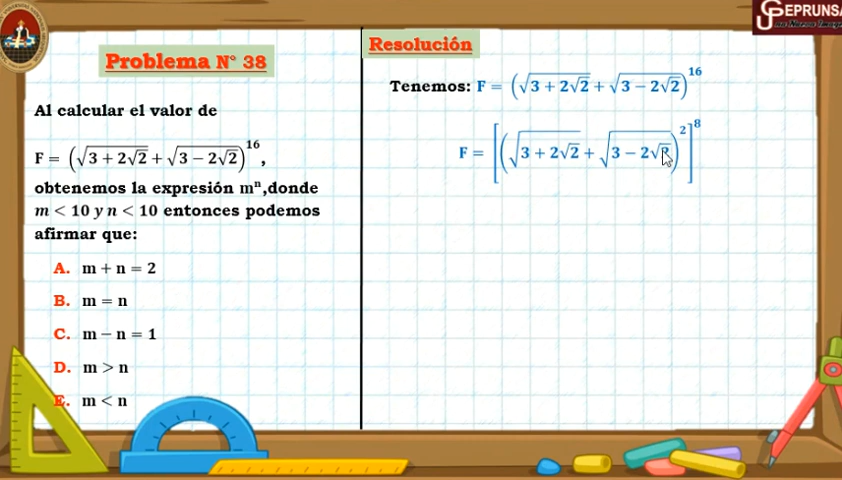 CEPRUNSA
Problema N° 38
Al calcular el valor de
F = (√(3 + 2√2) + √(3 − 2√2))^16,
obtenemos la expresión mⁿ,donde
m < 10 y n < 10 entonces podemos
afirmar que:
A. m + n = 2
B. m = n
C. m − n = 1
D. m > n
E. m < n
Resolución
Tenemos: F = (√(3 + 2√2) + √(3 − 2√2))^16
F = [(√(3 + 2√2) + √(3 − 2√2))^2]^8